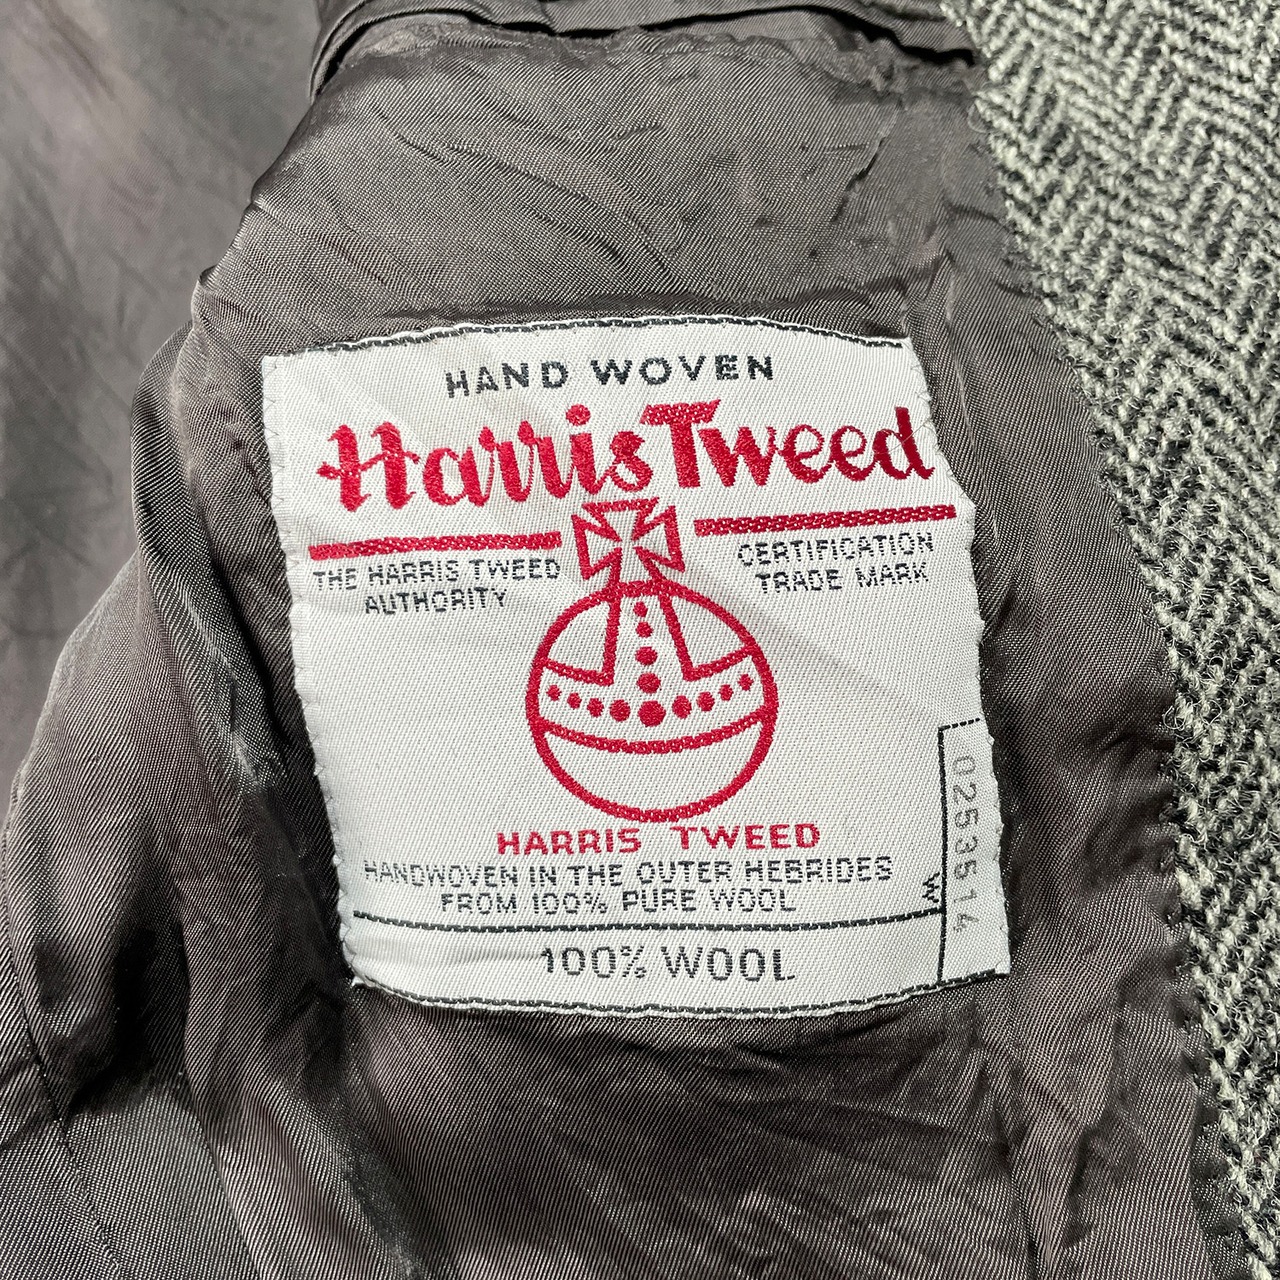 HAND WOVEN
Harris Tweed
THE HARRIS TWEED
AUTHORITY
CERTIFICATION
TRADE MARK
HARRIS TWEED
HANDWOVEN IN THE OUTER HEBRIDES
FROM 100% PURE WOOL
100% WOOL
W
02535614